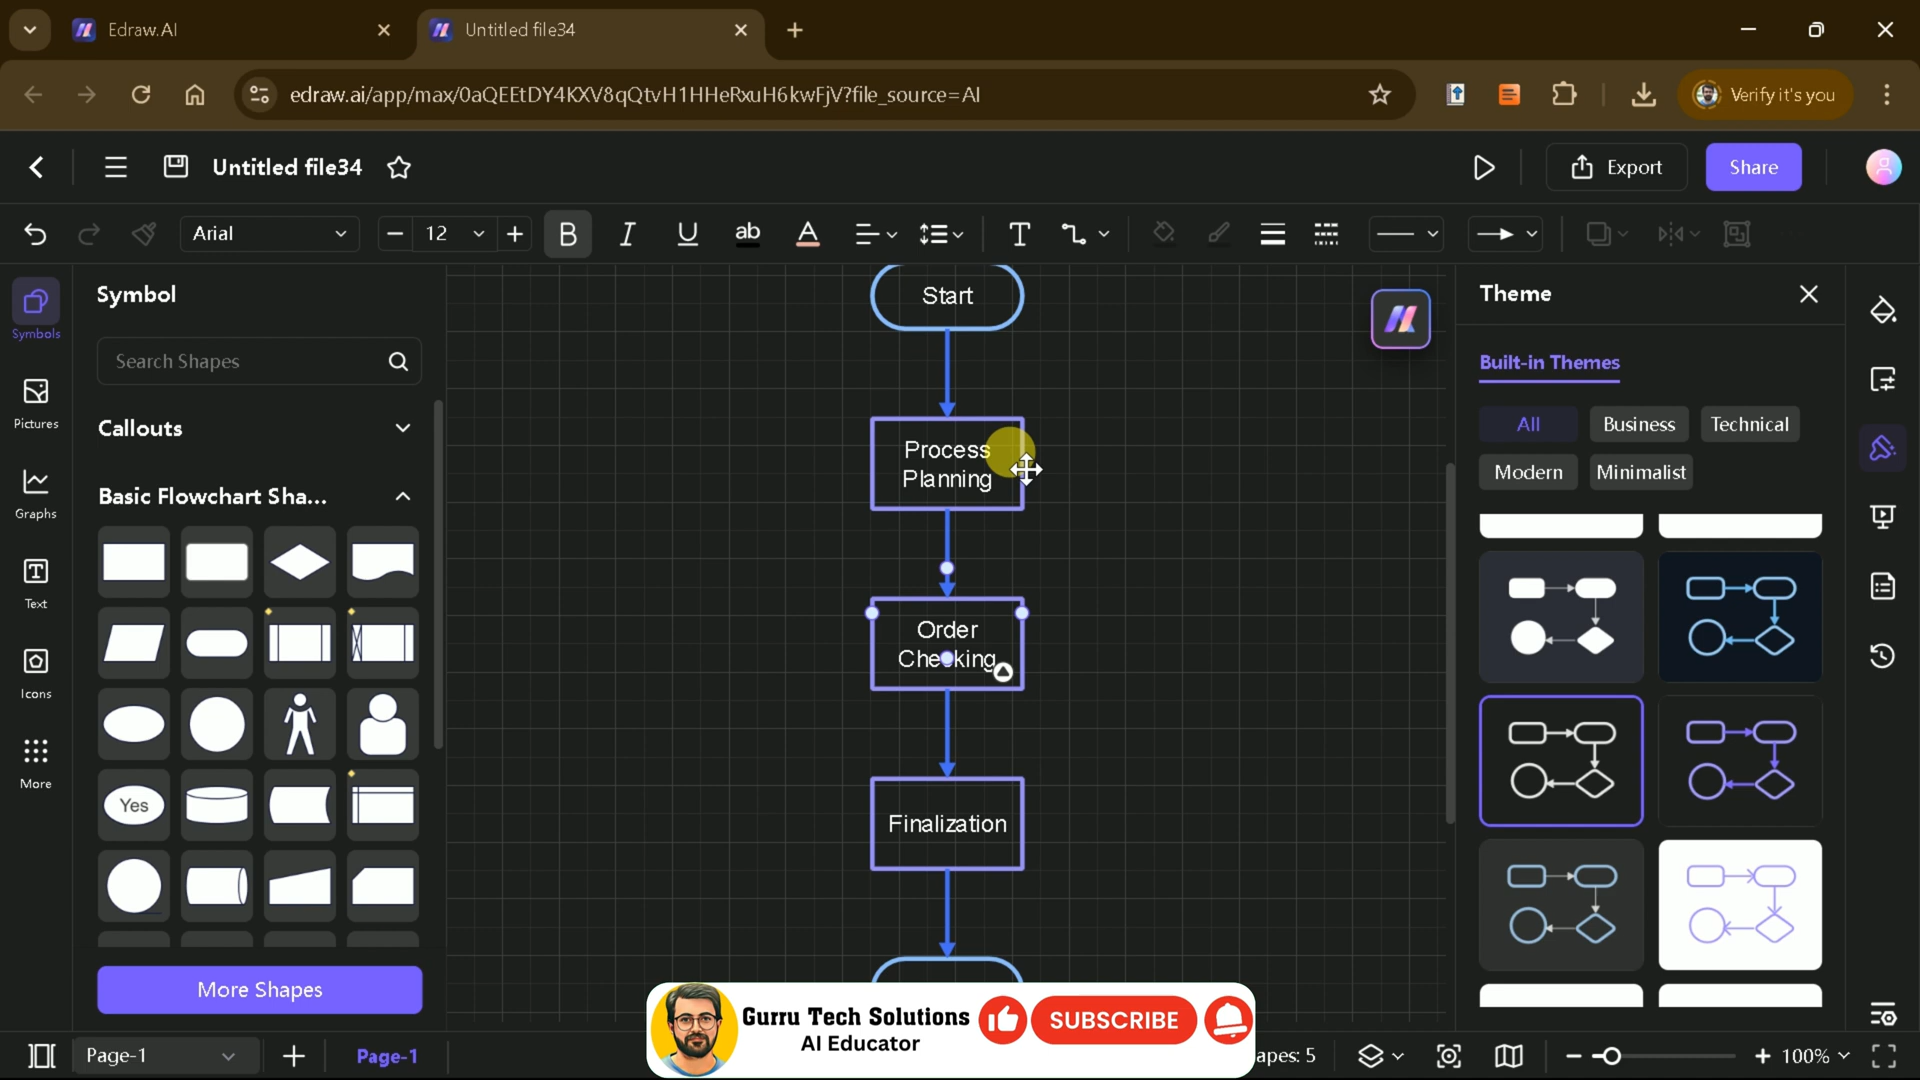 Edraw.AI
Untitled file34
edraw.ai/app/max/0aQEEtDY4KXV8qQtvH1HHeRxuH6kwFjV?file_source=AI
Verify it's you
Untitled file34
Export
Share
Arial
12
B
I
U
ab
A
T
Symbols
Pictures
Graphs
Text
Icons
More
Symbol
Search Shapes
Callouts
Basic Flowchart Sha...
Yes
More Shapes
Start
Process
Planning
Order
Checking
Finalization
Theme
Built-in Themes
All
Business
Technical
Modern
Minimalist
Gurru Tech Solutions
AI Educator
SUBSCRIBE
Page-1
Page-1
apes: 5
100%